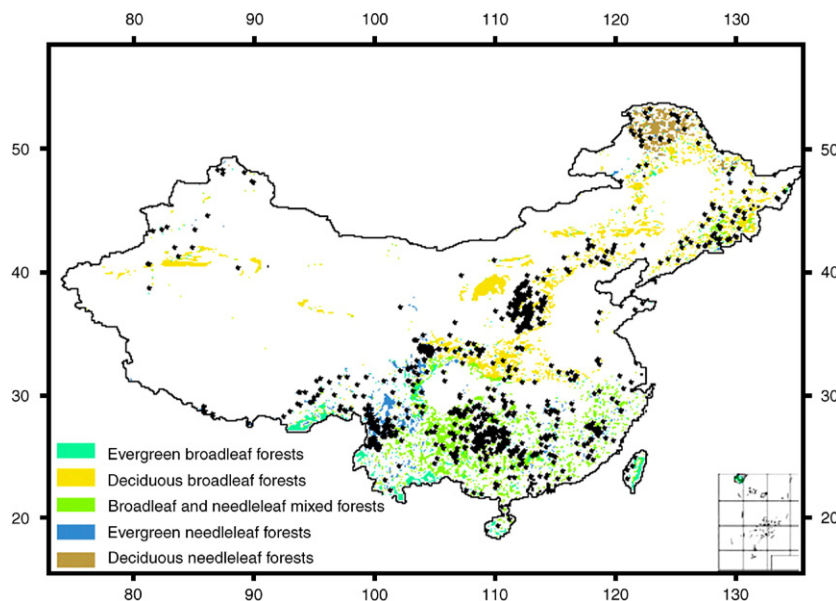 80 90 100 110 120 130
50 50
40 40
30 30
20 20
Evergreen broadleaf forests
Deciduous broadleaf forests
Broadleaf and needleleaf mixed forests
Evergreen needleleaf forests
Deciduous needleleaf forests
80 90 100 110 120 130